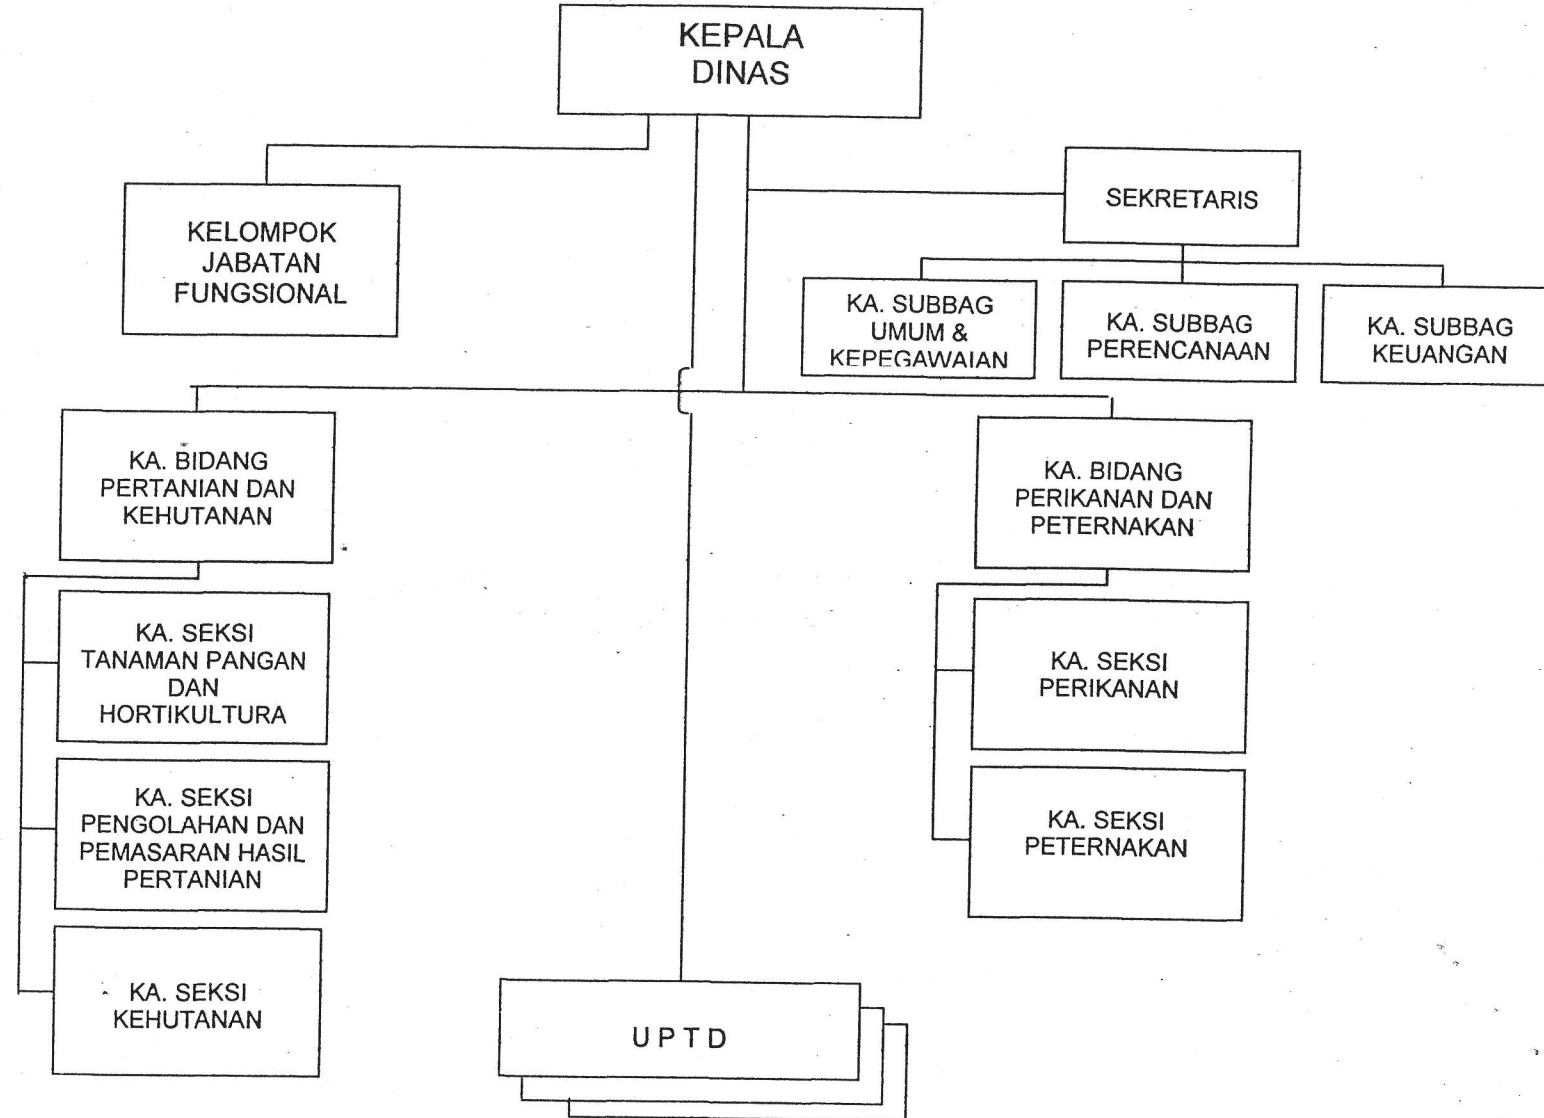 KEPALA
DINAS
SEKRETARIS
KELOMPOK
JABATAN
FUNGSIONAL
KA. SUBBAG
UMUM &
KEPEGAWAIAN
KA. SUBBAG
PERENCANAAN
KA. SUBBAG
KEUANGAN
KA. BIDANG
PERTANIAN DAN
KEHUTANAN
KA. BIDANG
PERIKANAN DAN
PETERNAKAN
KA. SEKSI
TANAMAN PANGAN
DAN
HORTIKULTURA
KA. SEKSI
PERIKANAN
KA. SEKSI
PENGOLAHAN DAN
PEMASARAN HASIL
PERTANIAN
KA. SEKSI
PETERNAKAN
KA. SEKSI
KEHUTANAN
U P T D